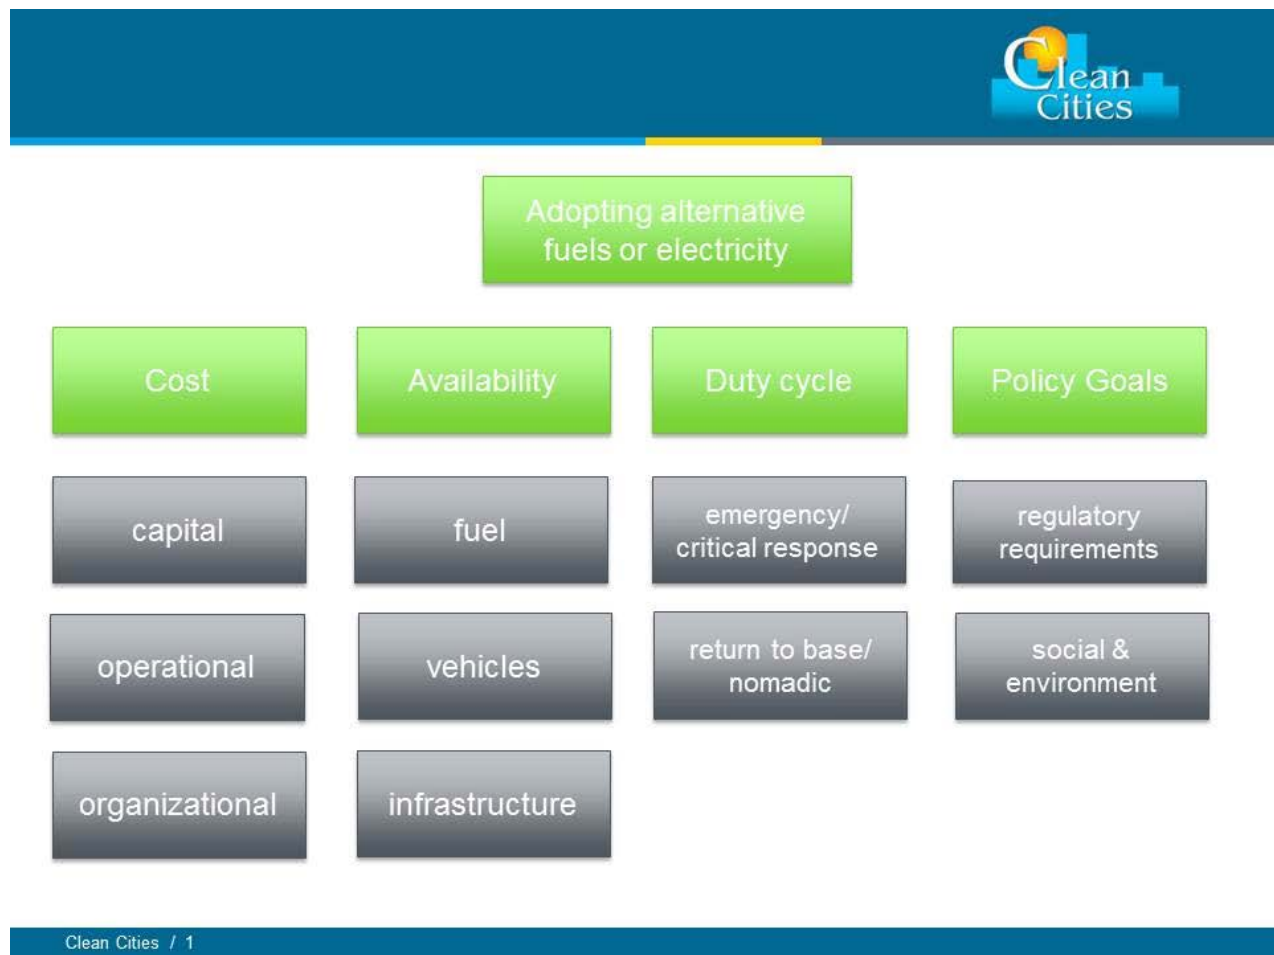 Clean
Cities
Adopting alternative
fuels or electricity
Cost
Availability
Duty cycle
Policy Goals
capital
fuel
emergency/
critical response
regulatory
requirements
operational
vehicles
return to base/
nomadic
social &
environment
organizational
infrastructure
Clean Cities / 1